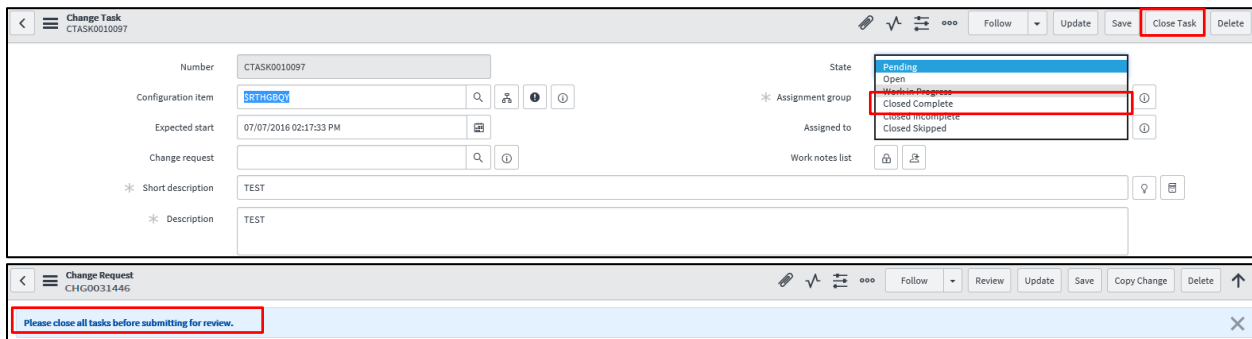 Change Task
CTASK0010097
Follow Update Save Close Task Delete
Number CTASK0010097 State Pending
Open
Configuration item SRTHGBQY Work in Progress
Assignment group Closed Complete
Closed Incomplete
Expected start 07/07/2016 02:17:33 PM Assigned to Closed Skipped
Change request Work notes list
Short description TEST
Description TEST
Change Request
CHG0031446
Follow Review Update Save Copy Change Delete
Please close all tasks before submitting for review.